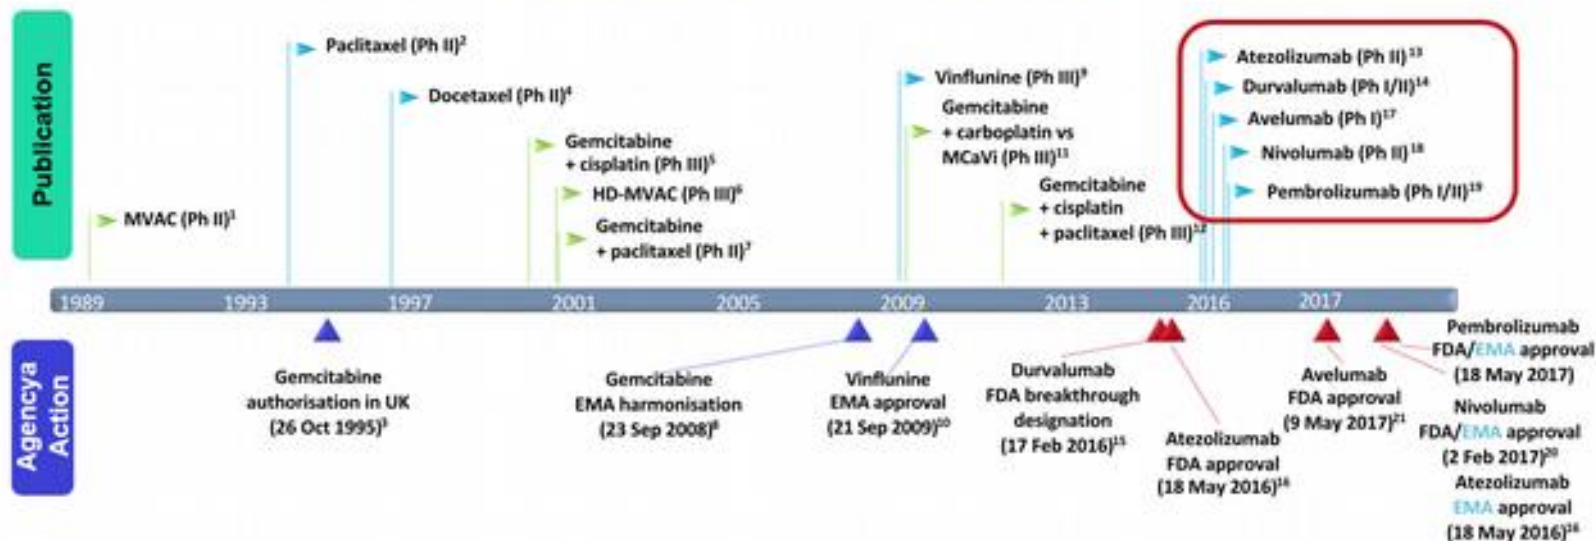 Publication
MVAC (Ph II)¹
Paclitaxel (Ph II)²
Docetaxel (Ph II)⁴
Gemcitabine
+ cisplatin (Ph III)⁵
HD-MVAC (Ph III)⁶
Gemcitabine
+ paclitaxel (Ph II)⁷
Vinflunine (Ph III)⁹
Gemcitabine
+ carboplatin vs
MCaVi (Ph III)¹¹
Gemcitabine
+ cisplatin
+ paclitaxel (Ph III)¹²
Atezolizumab (Ph II)¹³
Durvalumab (Ph I/II)¹⁴
Avelumab (Ph I)¹⁷
Nivolumab (Ph II)¹⁸
Pembrolizumab (Ph I/II)¹⁹
1989 1993 1997 2001 2005 2009 2013 2016 2017
Agencya
Action
Gemcitabine
authorisation in UK
(26 Oct 1995)³
Gemcitabine
EMA harmonisation
(23 Sep 2008)⁸
Vinflunine
EMA approval
(21 Sep 2009)¹⁰
Durvalumab
FDA breakthrough
designation
(17 Feb 2016)¹⁵
Atezolizumab
FDA approval
(18 May 2016)¹⁶
Avelumab
FDA approval
(9 May 2017)²¹
Pembrolizumab
FDA/EMA approval
(18 May 2017)
Nivolumab
FDA/EMA approval
(2 Feb 2017)²⁰
Atezolizumab
EMA approval
(18 May 2016)¹⁶